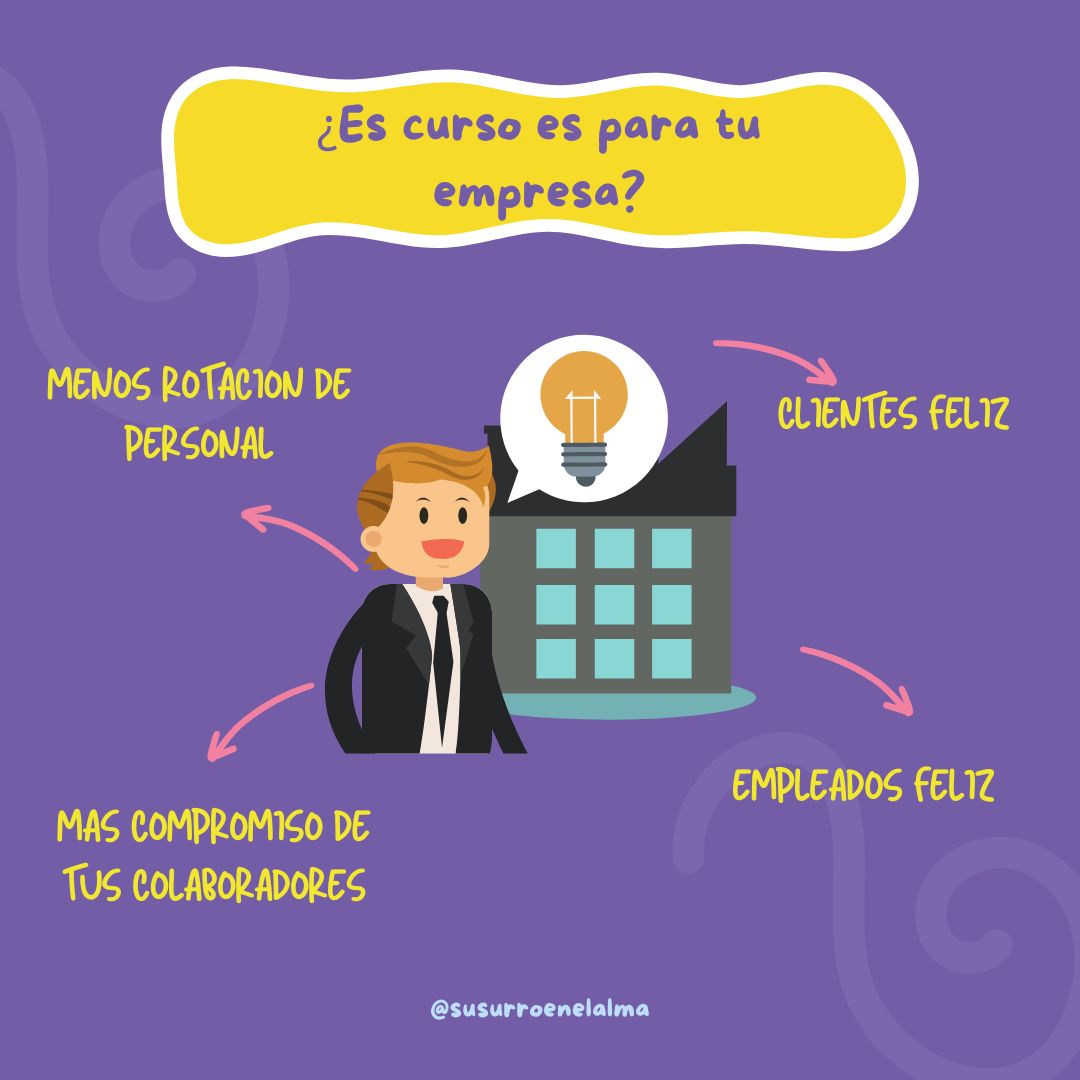 ¿Es curso es para tu
empresa?
MENOS ROTACION DE
PERSONAL
CLIENTES FELIZ
EMPLEADOS FELIZ
MAS COMPROMISO DE
TUS COLABORADORES
@susurroenelalma